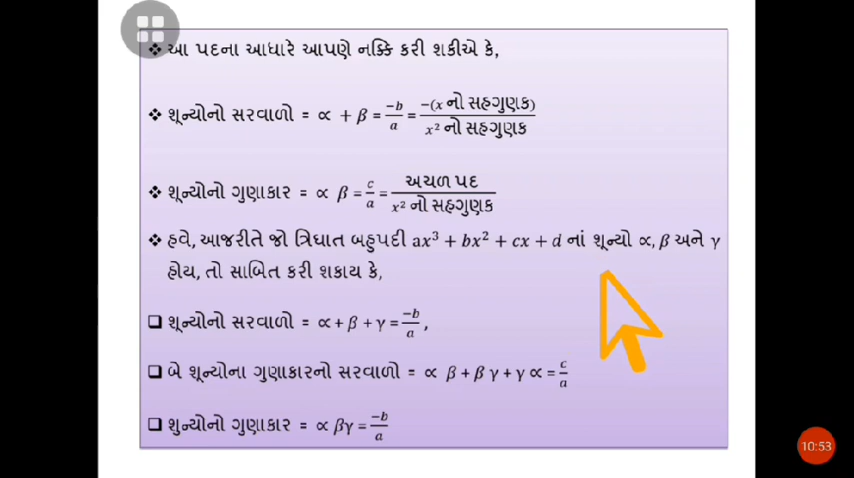 ❖ આ પદના આધારે આપણે નક્કિ કરી શકીએ કે,
❖ શૂન્યોનો સરવાળો = ∝ + β = −b/a = −(x નો સહગુણક)/x² નો સહગુણક
❖ શૂન્યોનો ગુણાકાર = ∝ β = c/a = અચળ પદ/x² નો સહગુણક
❖ હવે, આજરીતે જો ત્રિઘાત બહુપદી ax³ + bx² + cx + d નાં શૂન્યો ∝, β અને γ
હોય, તો સાબિત કરી શકાય કે,
❑ શૂન્યોનો સરવાળો = ∝ + β + γ = −b/a,
❑ બે શૂન્યોના ગુણાકારનો સરવાળો = ∝ β + β γ + γ ∝ = c/a
❑ શુન્યોનો ગુણાકાર = ∝ βγ = −b/a
10:53